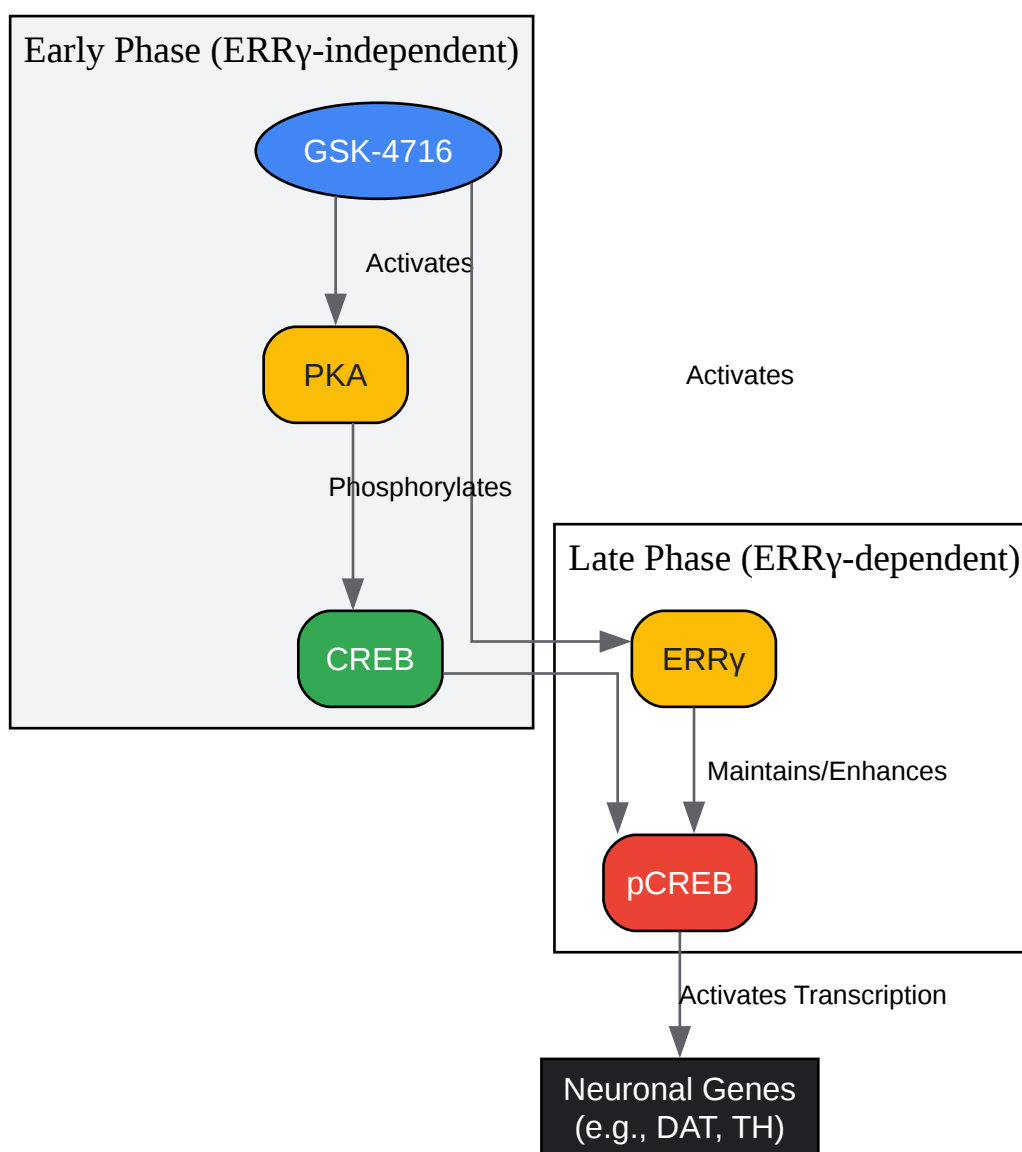 Early Phase (ERRγ-independent)
GSK-4716
Activates
PKA
Activates
Phosphorylates
Late Phase (ERRγ-dependent)
CREB
ERRγ
Maintains/Enhances
pCREB
Activates Transcription
Neuronal Genes
(e.g., DAT, TH)